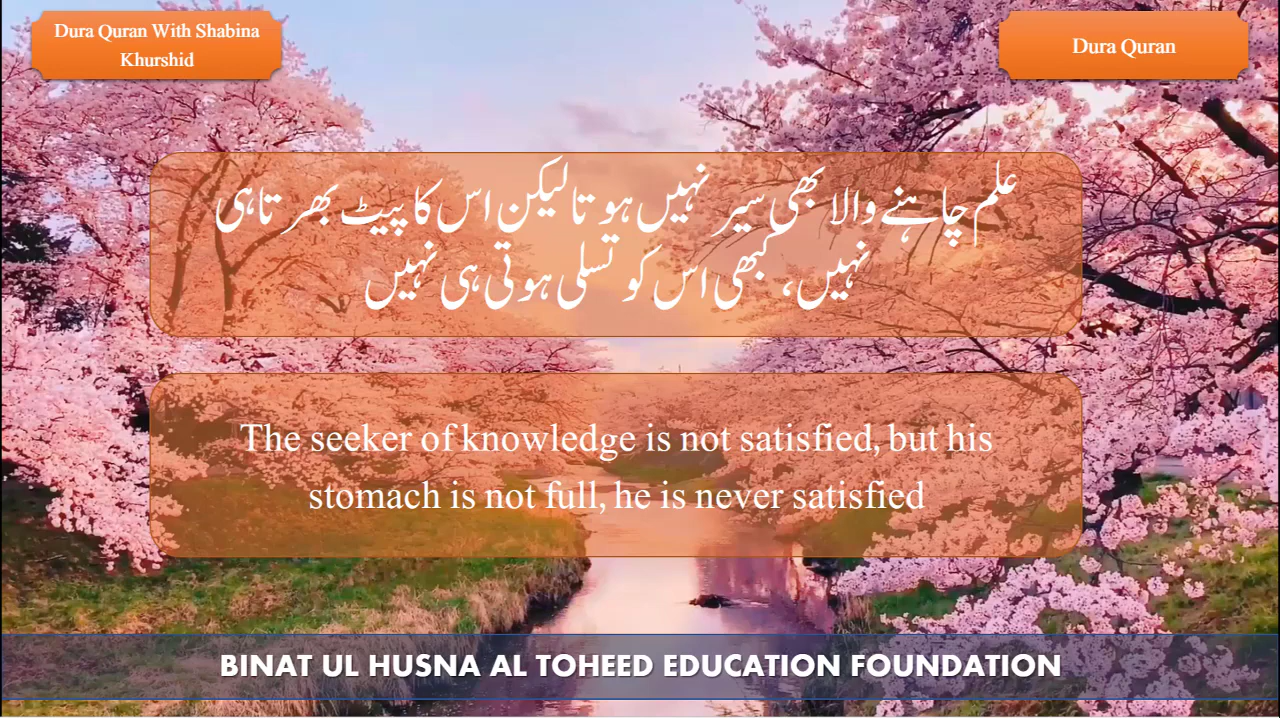 Dura Quran With Shabina
Khurshid
Dura Quran
علم چاہنے والا بھی سیر نہیں ہوتا لیکن اس کا پیٹ بھرتا ہی
نہیں، کبھی اس کو تسلی ہوتی ہی نہیں
The seeker of knowledge is not satisfied, but his
stomach is not full, he is never satisfied
BINAT UL HUSNA AL TOHEED EDUCATION FOUNDATION